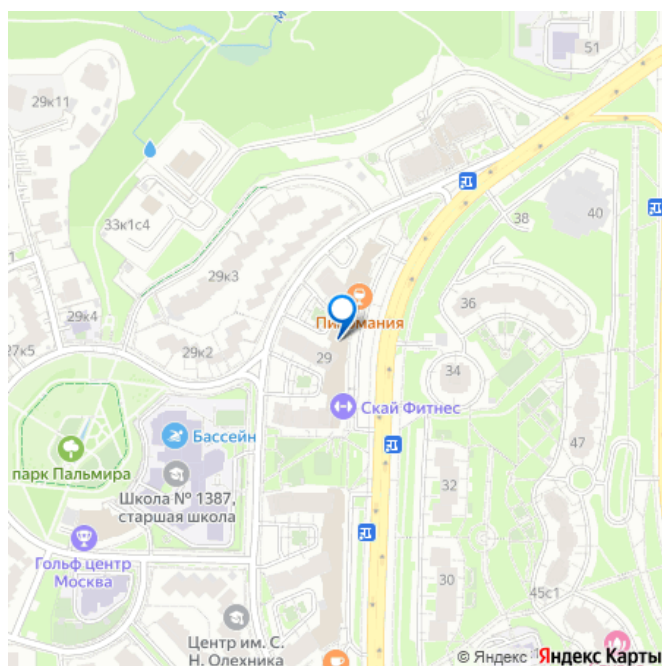 51
29к11
33к1с4
38
40
29к3
36
Пивомания
29к4
27к5
29к2
29
34
Скай Фитнес
Бассейн
47
парк Пальмира
Школа № 1387,
старшая школа
32
Гольф центр
Москва
30
45с1
Центр им. С.
Н. Олехника
© Яндекс Яндекс Карты